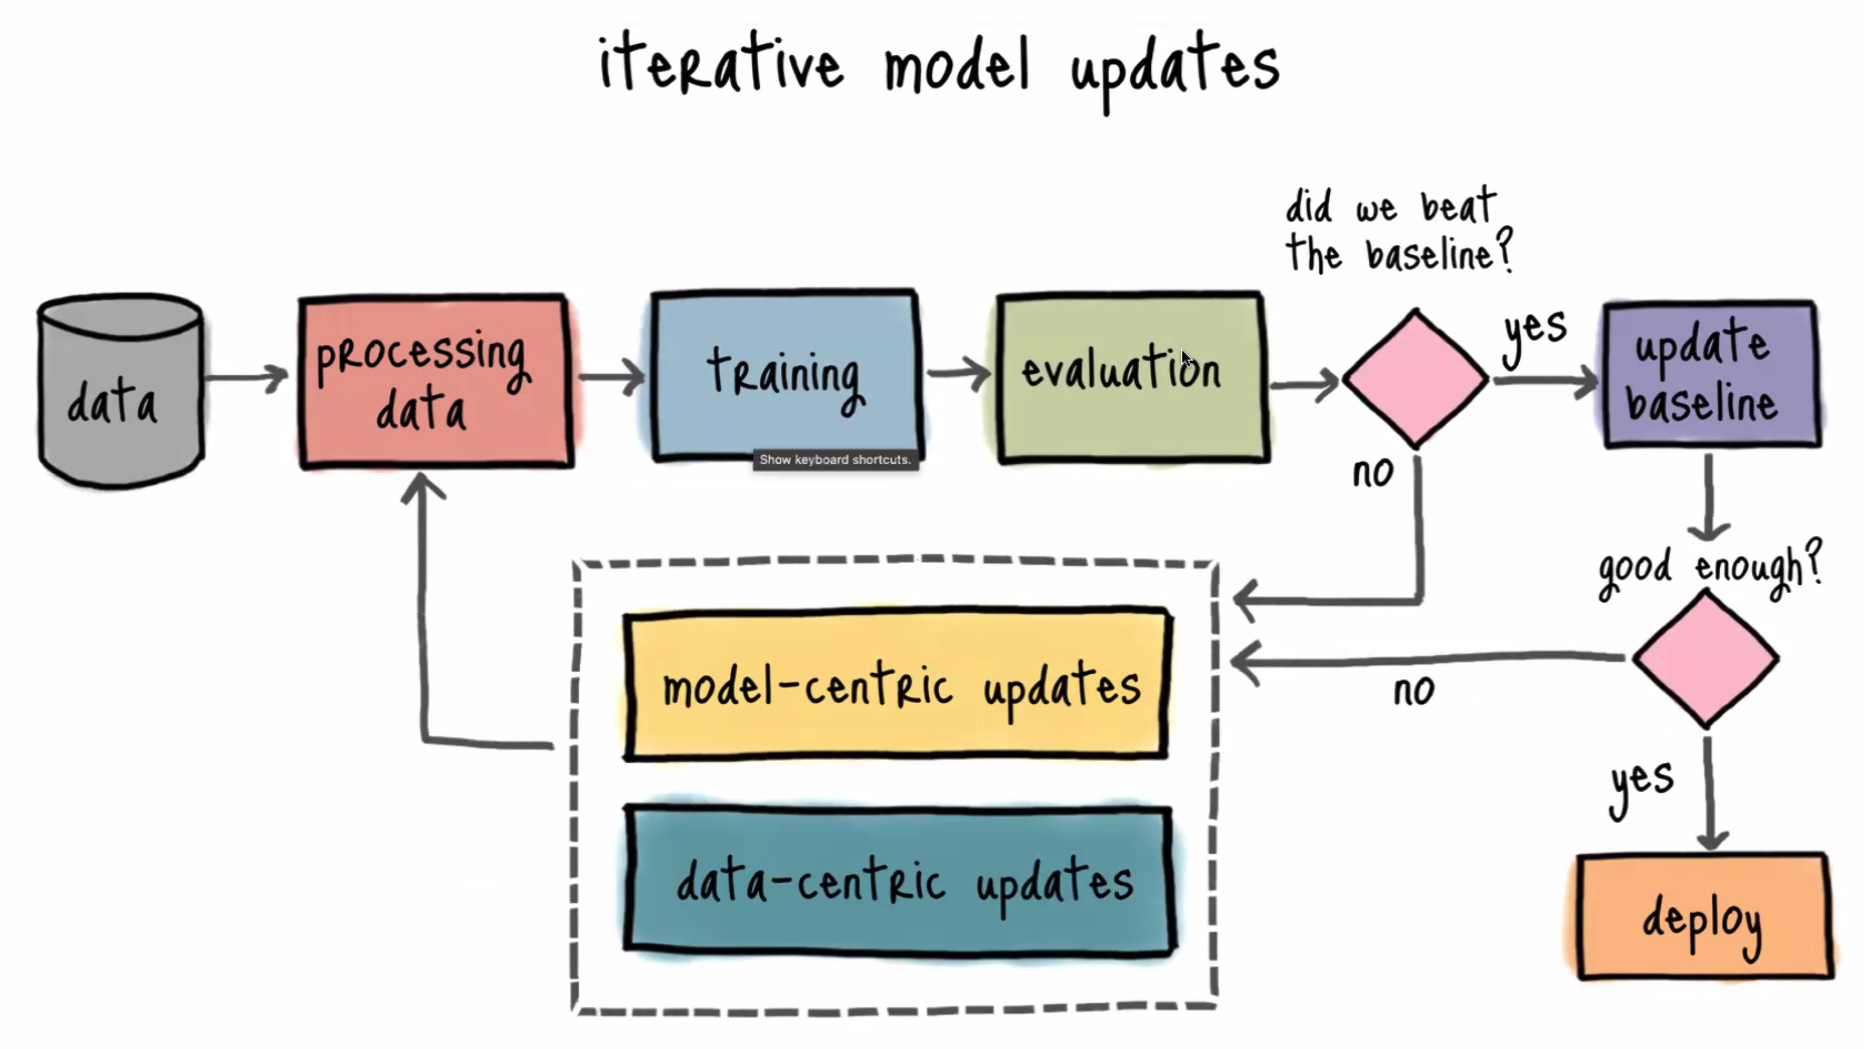 iterative model updates
did we beat
the baseline?
data
processing
data
training
evaluation
yes
update
baseline
Show keyboard shortcuts.
no
good enough?
model-centric updates
no
yes
data-centric updates
deploy